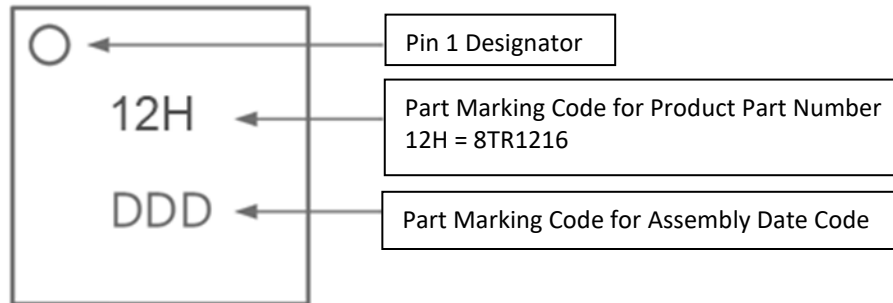 Pin 1 Designator
12H
Part Marking Code for Product Part Number
12H = 8TR1216
DDD
Part Marking Code for Assembly Date Code